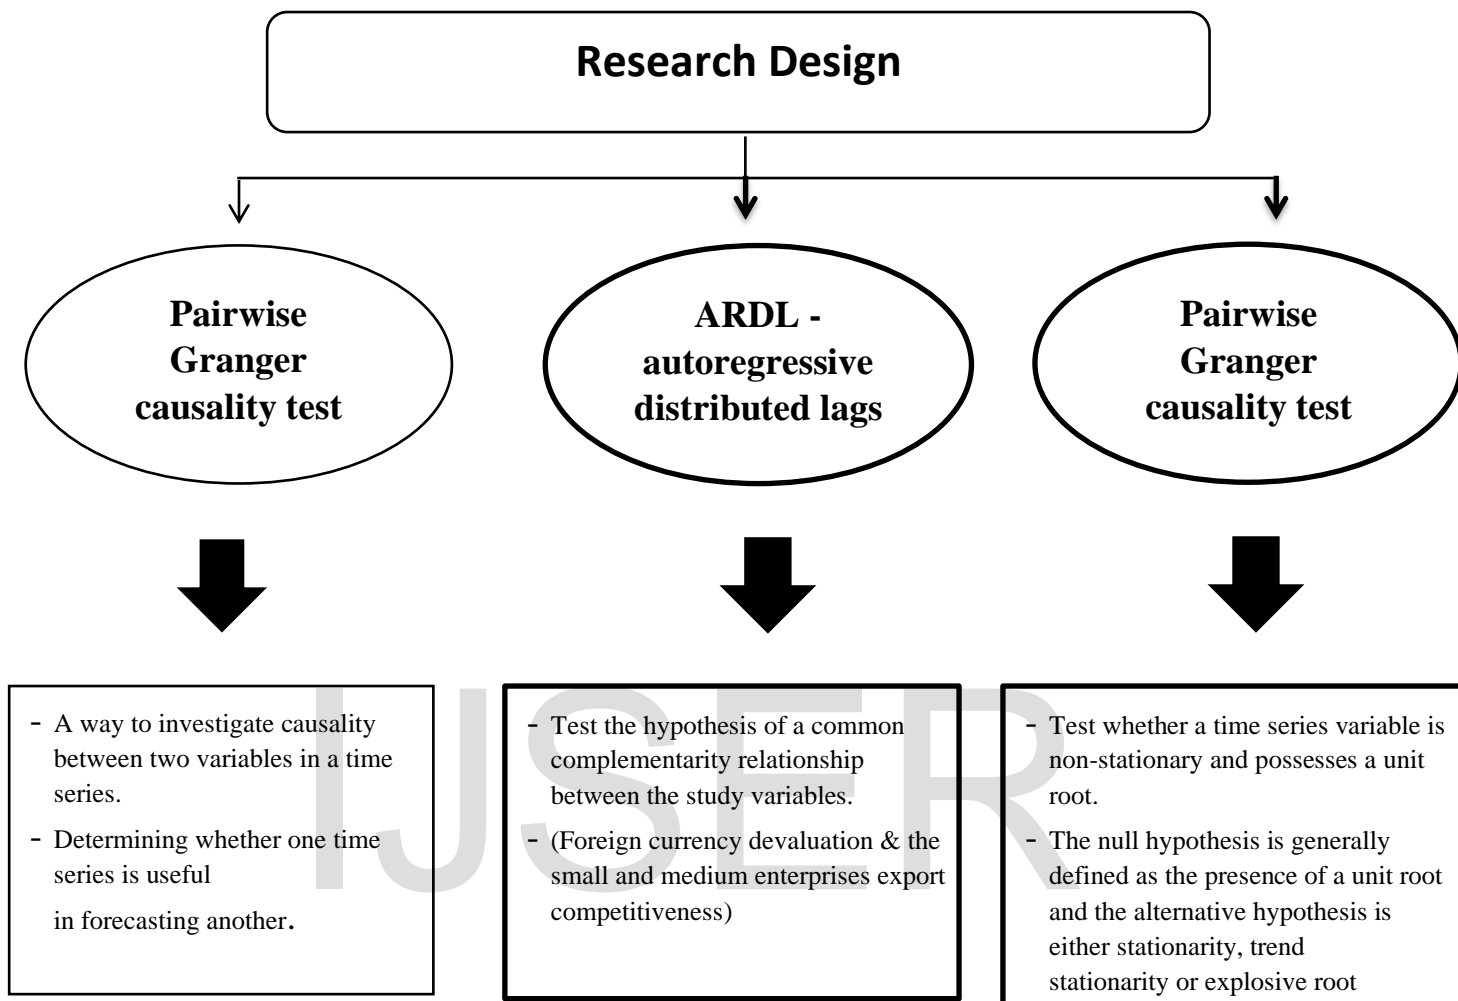 Research Design
Pairwise
Granger
causality test
ARDL -
autoregressive
distributed lags
Pairwise
Granger
causality test
- A way to investigate causality
between two variables in a time
series.
- Determining whether one time
series is useful
in forecasting another.
- Test the hypothesis of a common
complementarity relationship
between the study variables.
- (Foreign currency devaluation & the
small and medium enterprises export
competitiveness)
- Test whether a time series variable is
non-stationary and possesses a unit
root.
- The null hypothesis is generally
defined as the presence of a unit root
and the alternative hypothesis is
either stationarity, trend
stationarity or explosive root
IJSER